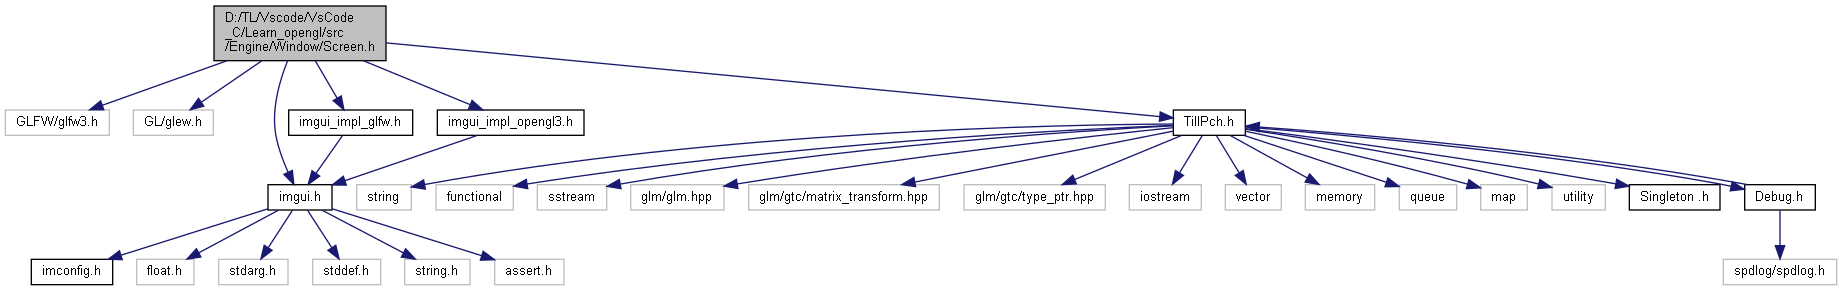 D:/TL/Vscode/VsCode
_C/Learn_opengl/src
/Engine/Window/Screen.h
GLFW/glfw3.h
GL/glew.h
imgui_impl_glfw.h
imgui_impl_opengl3.h
TillPch.h
imgui.h
string
functional
sstream
glm/glm.hpp
glm/gtc/matrix_transform.hpp
glm/gtc/type_ptr.hpp
iostream
vector
memory
queue
map
utility
Singleton .h
Debug.h
imconfig.h
float.h
stdarg.h
stddef.h
string.h
assert.h
spdlog/spdlog.h